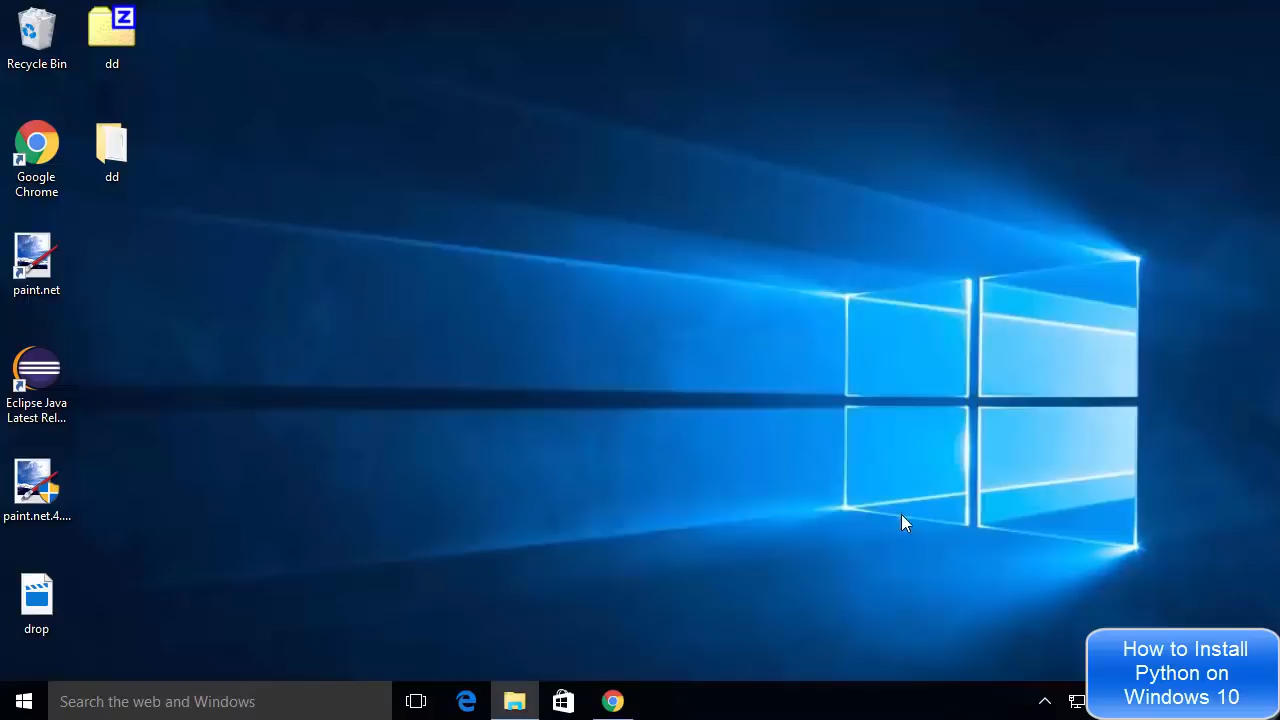 Recycle Bin
dd
Google
Chrome
dd
paint.net
Eclipse Java
Latest Rel...
paint.net.4....
drop
Search the web and Windows
How to Install
Python on
Windows 10